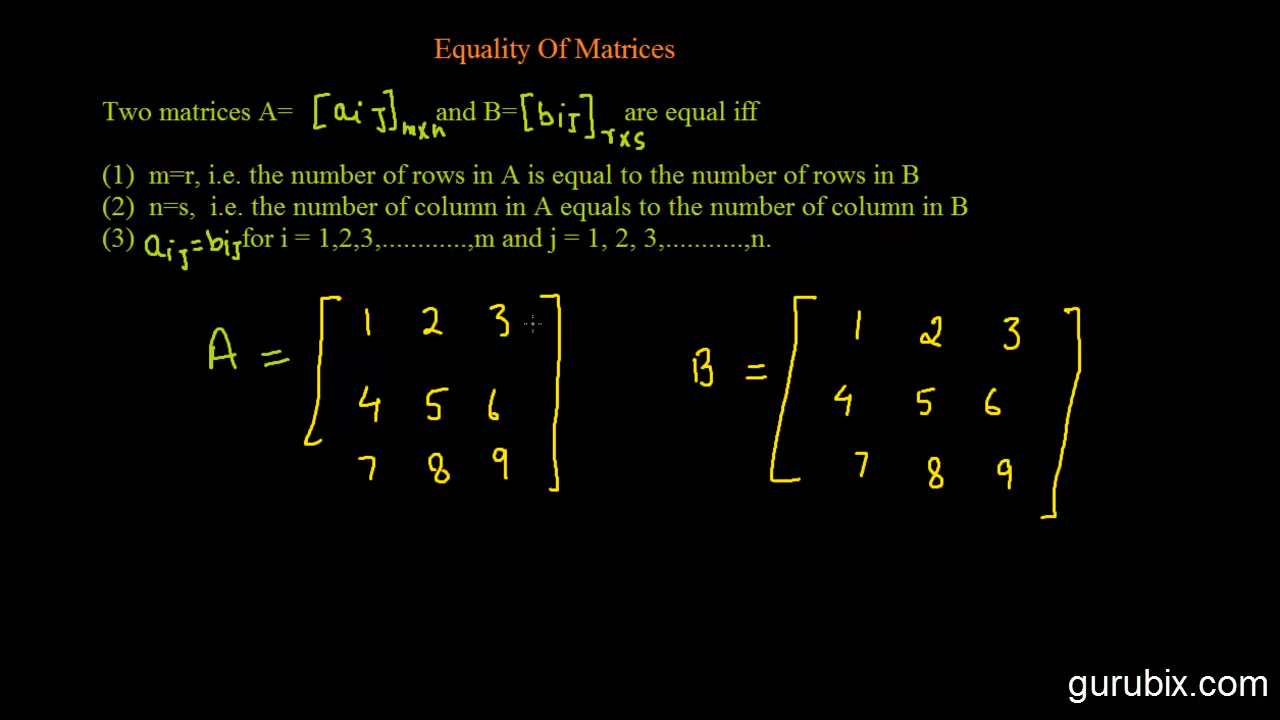 Equality Of Matrices
Two matrices A= [aij]m×n and B=[bij]r×s are equal iff
(1) m=r, i.e. the number of rows in A is equal to the number of rows in B
(2) n=s, i.e. the number of column in A equals to the number of column in B
(3) aij=bij for i = 1,2,3,............,m and j = 1, 2, 3,...........,n.
A = [1 2 3
4 5 6
7 8 9]
B = [1 2 3
4 5 6
7 8 9]
gurubix.com